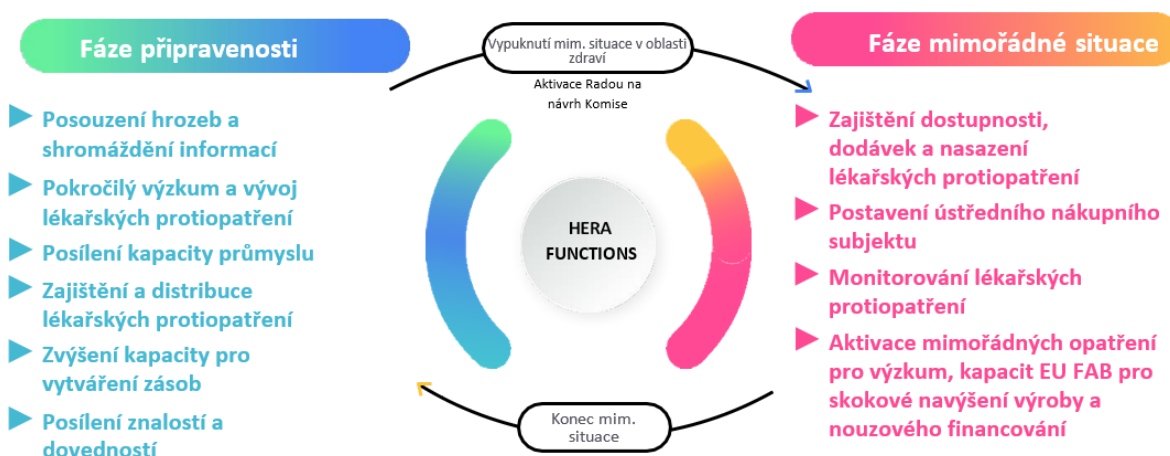 Fáze připravenosti
Posouzení hrozeb a
shromáždění informací
Pokročilý výzkum a vývoj
lékařských protiopatření
Posílení kapacity průmyslu
Zajištění a distribuce
lékařských protiopatření
Zvýšení kapacity pro
vytváření zásob
Posílení znalostí a
dovedností
Vypuknutí mim. situace v oblasti
zdraví
Aktivace Radou na
návrh Komise
HERA
FUNCTIONS
Konec mim.
situace
Fáze mimořádné situace
Zajištění dostupnosti,
dodávek a nasazení
lékařských protiopatření
Postavení ústředního nákupního
subjektu
Monitorování lékařských
protiopatření
Aktivace mimořádných opatření
pro výzkum, kapacit EU FAB pro
skokové navýšení výroby a
nouzového financování